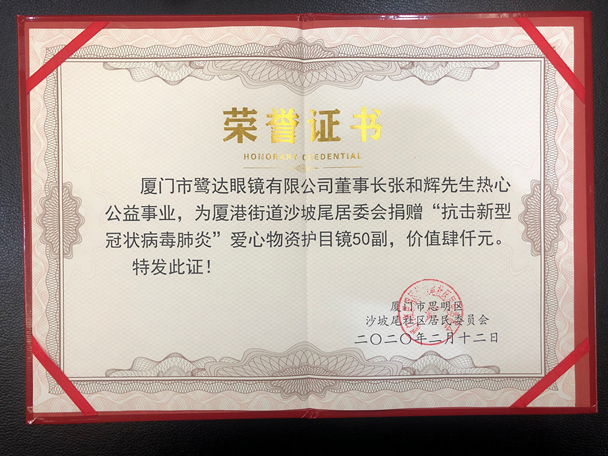 荣誉证书
HONORARY CREDENTIAL
厦门市鹭达眼镜有限公司董事长张和辉先生热心
公益事业，为厦港街道沙坡尾居委会捐赠“抗击新型
冠状病毒肺炎”爱心物资护目镜50副，价值肆仟元。
特发此证！
厦门市思明区
沙坡尾社区居民委员会
二〇二〇年二月十二日